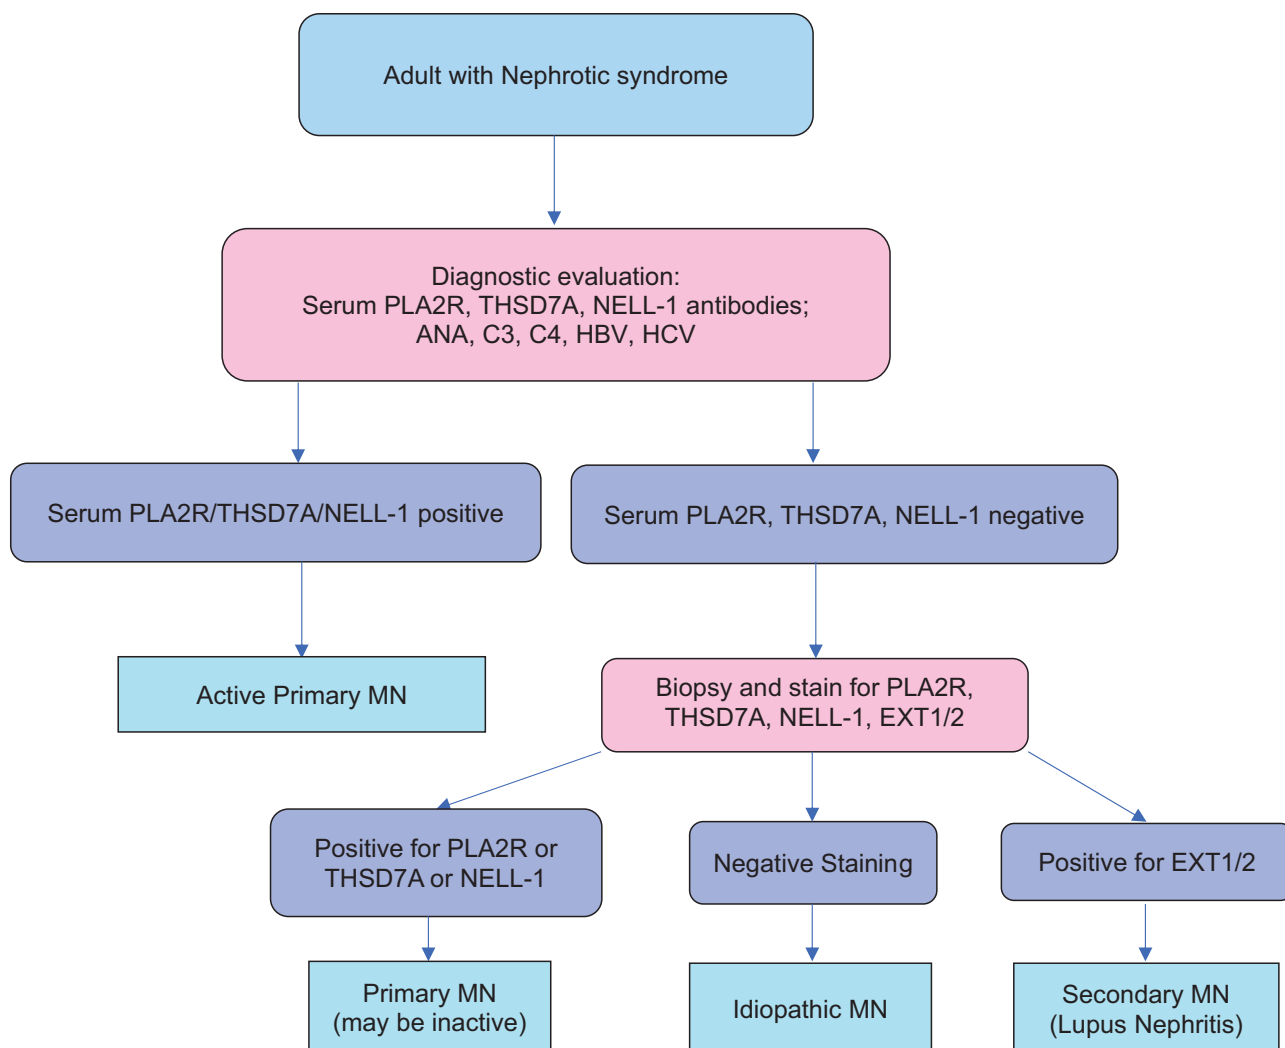 Adult with Nephrotic syndrome
Diagnostic evaluation:
Serum PLA2R, THSD7A, NELL-1 antibodies;
ANA, C3, C4, HBV, HCV
Serum PLA2R/THSD7A/NELL-1 positive
Serum PLA2R, THSD7A, NELL-1 negative
Active Primary MN
Biopsy and stain for PLA2R,
THSD7A, NELL-1, EXT1/2
Positive for PLA2R or
THSD7A or NELL-1
Negative Staining
Positive for EXT1/2
Primary MN
(may be inactive)
Idiopathic MN
Secondary MN
(Lupus Nephritis)